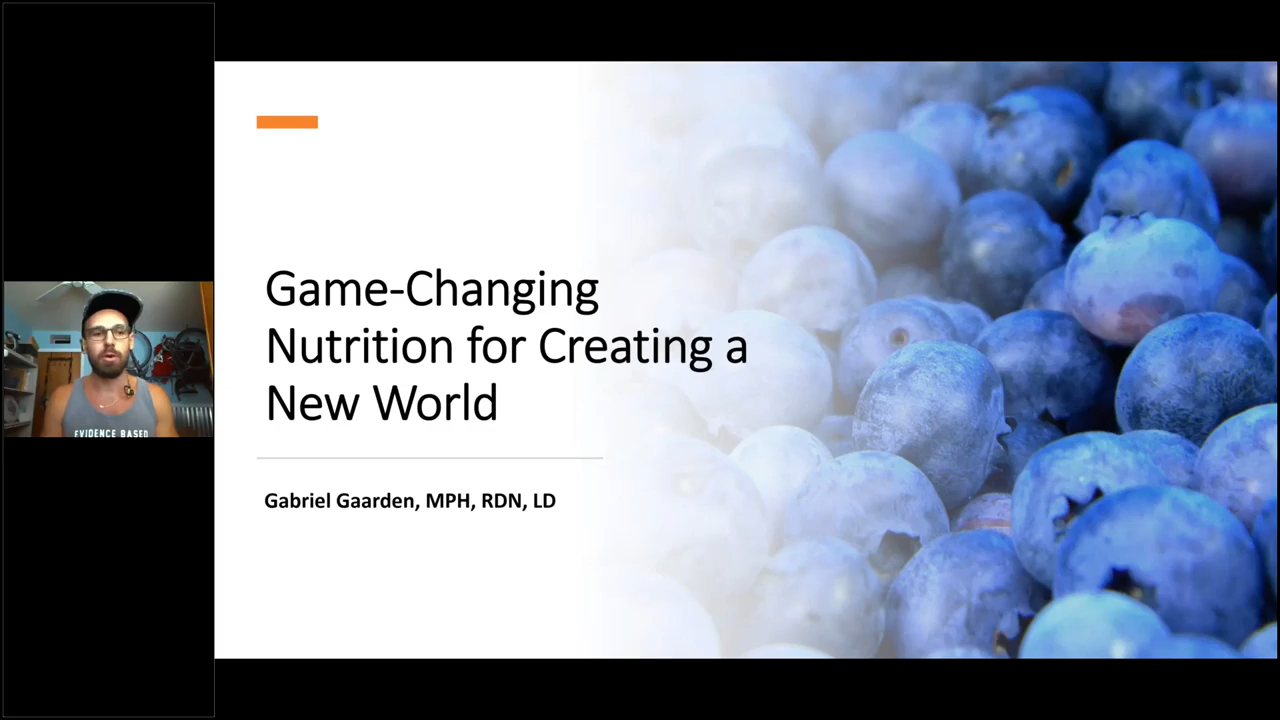 Game-Changing
Nutrition for Creating a
New World
Gabriel Gaarden, MPH, RDN, LD
EVIDENCE BASED